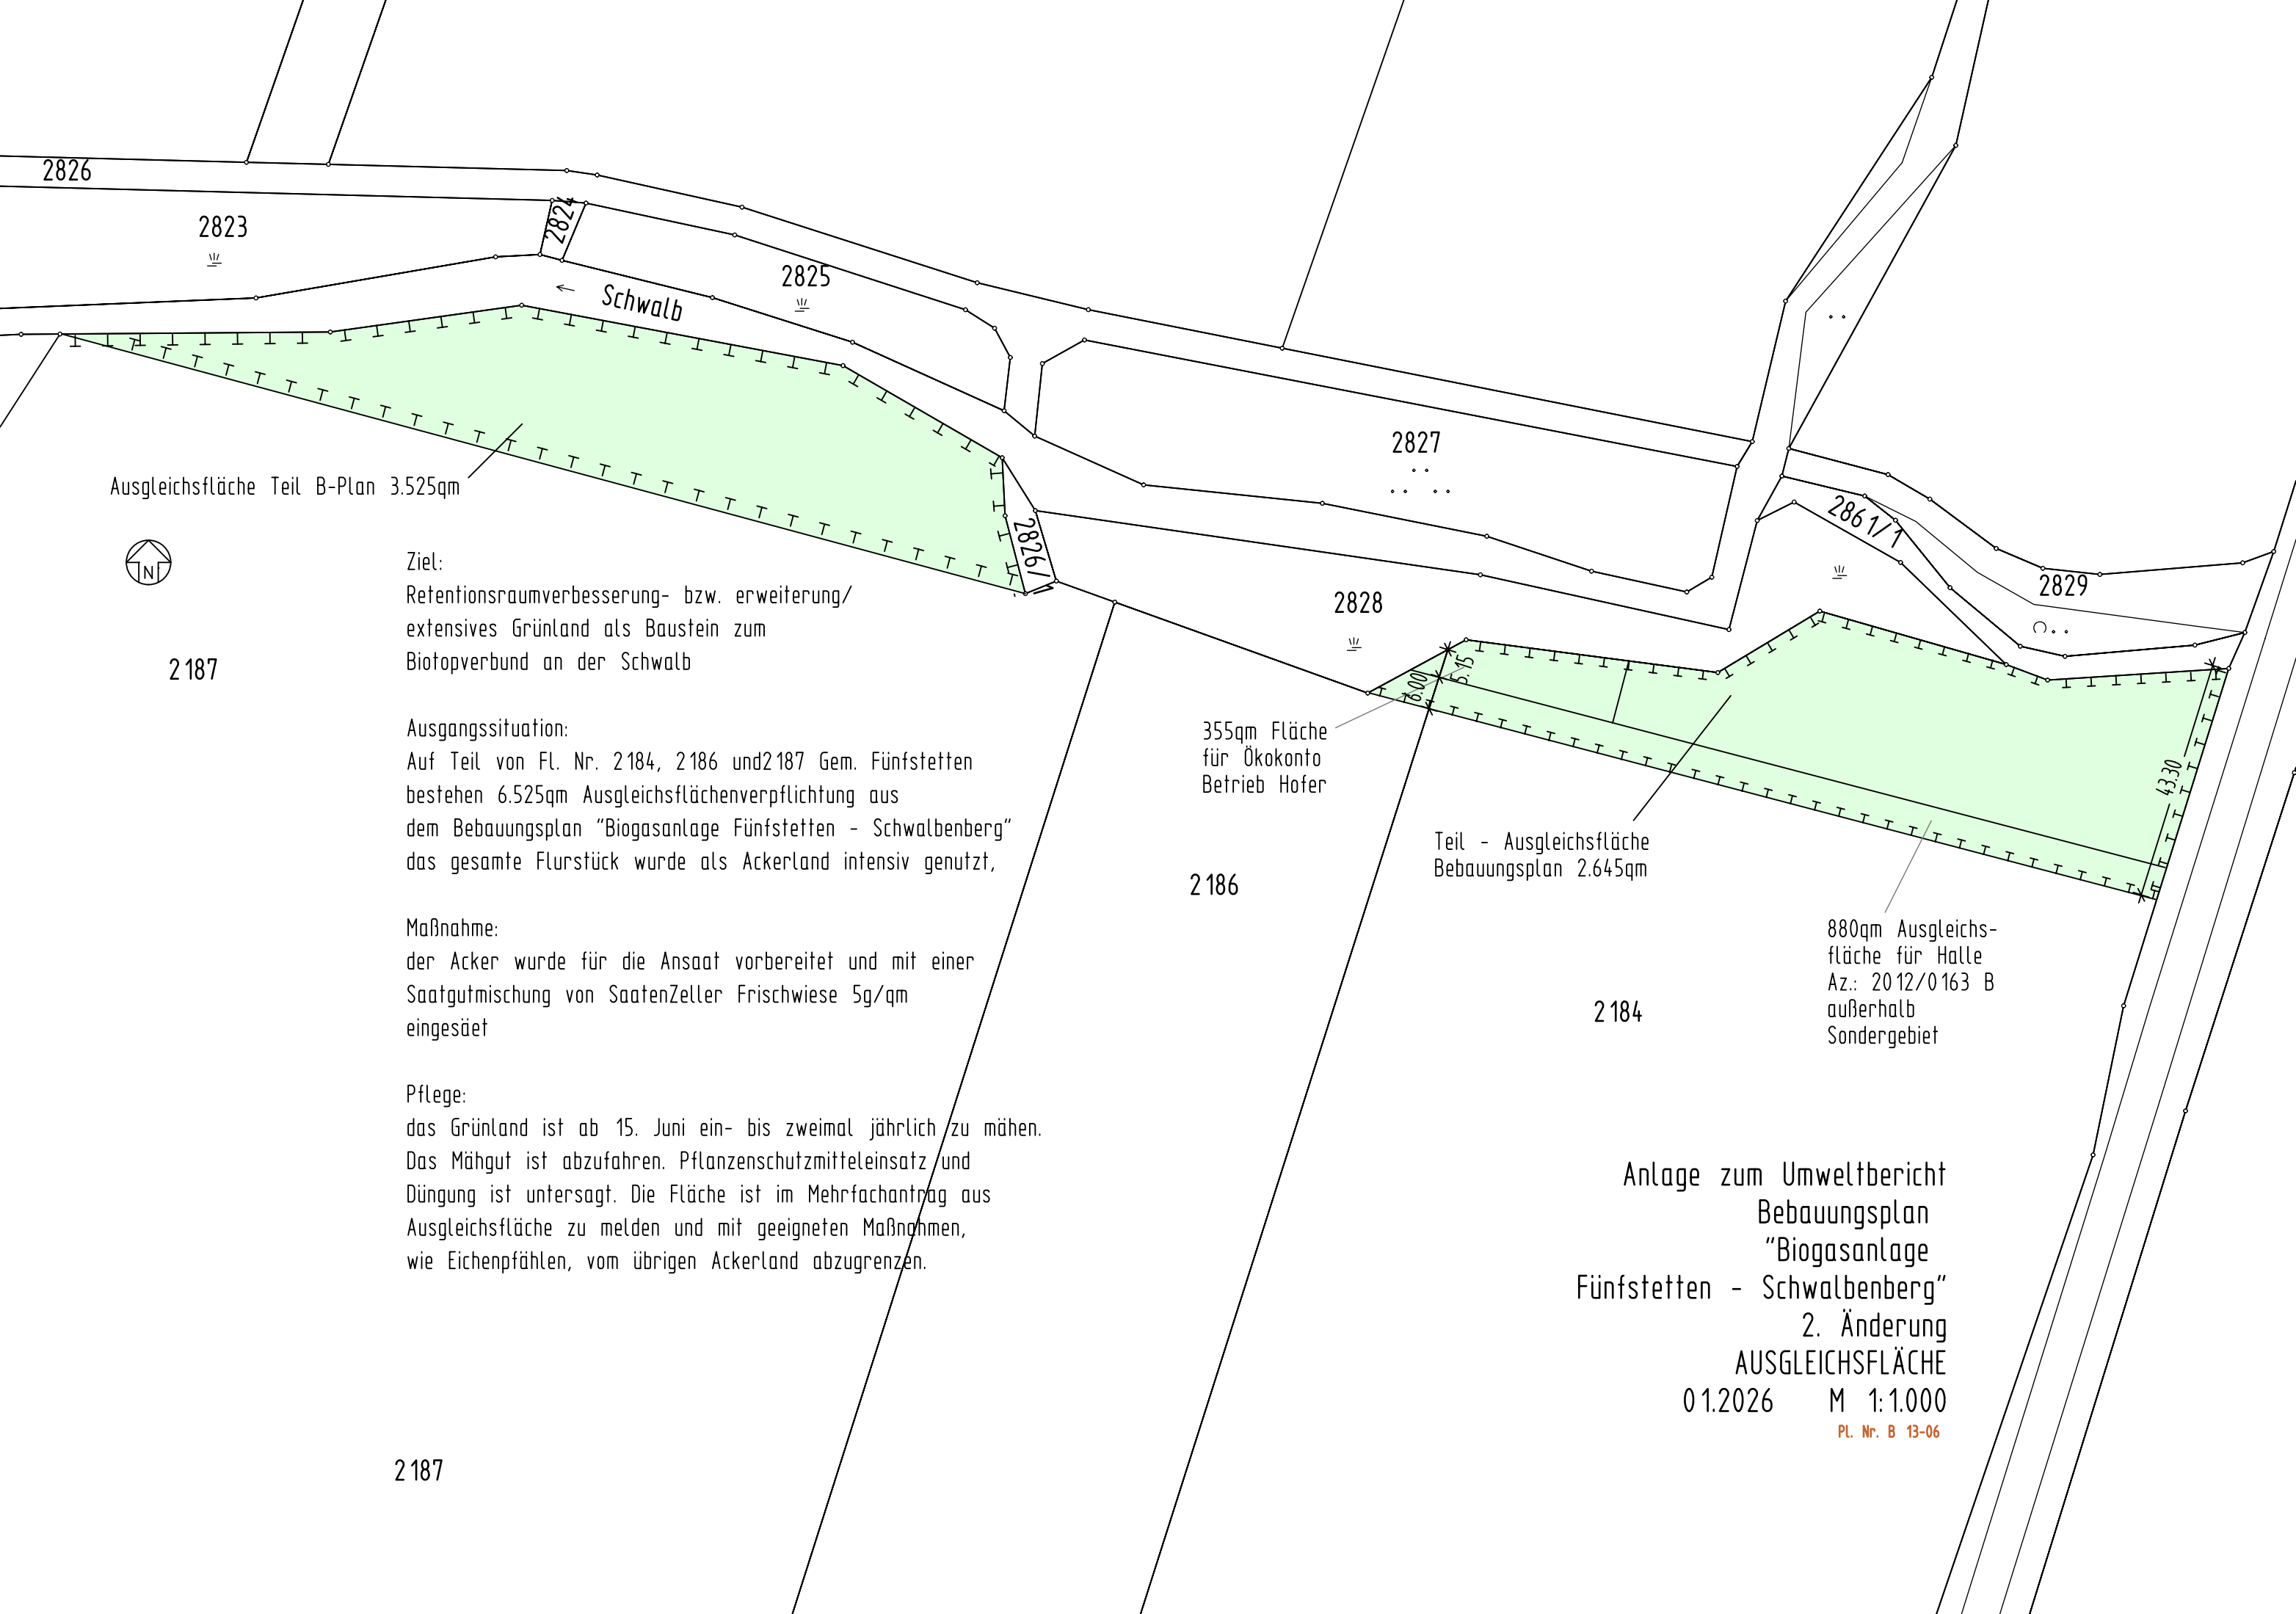 2826
2823
2824
2825
Schwalb
2827
2861/1
2829
2826/1
2828
Ausgleichsfläche Teil B-Plan 3.525qm
N
2187
Ziel:
Retentionsraumverbesserung- bzw. erweiterung/
extensives Grünland als Baustein zum
Biotopverbund an der Schwalb
Ausgangssituation:
Auf Teil von Fl. Nr. 2184, 2186 und2187 Gem. Fünfstetten
bestehen 6.525qm Ausgleichsflächenverpflichtung aus
dem Bebauungsplan "Biogasanlage Fünfstetten - Schwalbenberg"
das gesamte Flurstück wurde als Ackerland intensiv genutzt,
Maßnahme:
der Acker wurde für die Ansaat vorbereitet und mit einer
Saatgutmischung von SaatenZeller Frischwiese 5g/qm
eingesäet
Pflege:
das Grünland ist ab 15. Juni ein- bis zweimal jährlich zu mähen.
Das Mähgut ist abzufahren. Pflanzenschutzmitteleinsatz und
Düngung ist untersagt. Die Fläche ist im Mehrfachantrag aus
Ausgleichsfläche zu melden und mit geeigneten Maßnahmen,
wie Eichenpfählen, vom übrigen Ackerland abzugrenzen.
6.00
5.15
43.30
355qm Fläche
für Ökokonto
Betrieb Hofer
Teil - Ausgleichsfläche
Bebauungsplan 2.645qm
2186
880qm Ausgleichs-
fläche für Halle
Az.: 2012/0163 B
außerhalb
Sondergebiet
2184
Anlage zum Umweltbericht
Bebauungsplan
"Biogasanlage
Fünfstetten - Schwalbenberg"
2. Änderung
AUSGLEICHSFLÄCHE
01.2026 M 1:1.000
Pl. Nr. B 13-06
2187